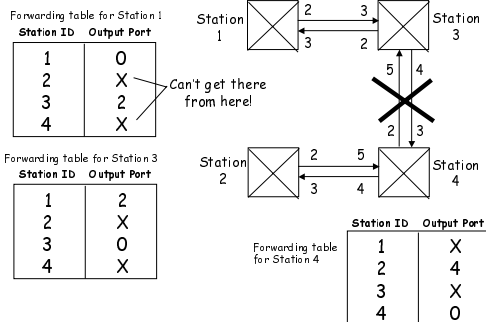 Forwarding table for Station 1
Station ID Output Port
1 0
2 X
3 2
4 X
Can't get there
from here!
Forwarding table for Station 3
Station ID Output Port
1 2
2 X
3 0
4 X
Station
1
2 3
3 2
Station
3
5 4
2 3
Station
2
2 5
3 4
Station
4
Forwarding table
for Station 4
Station ID Output Port
1 X
2 4
3 X
4 0